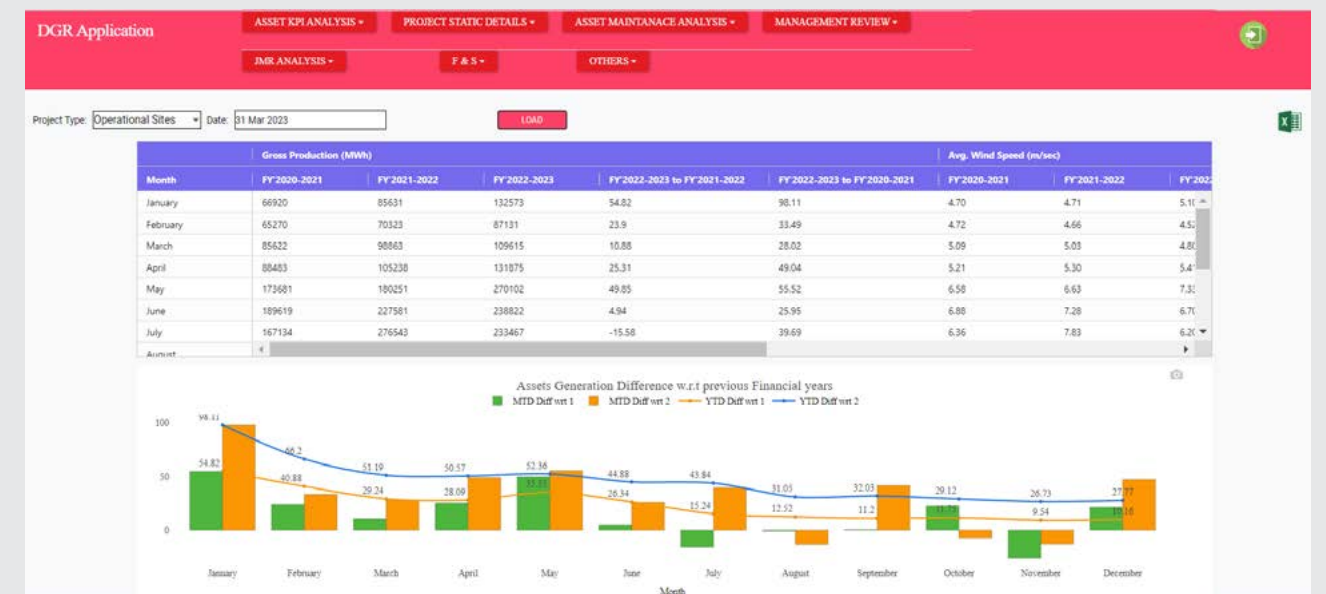 DGR Application
ASSET KPI ANALYSIS
PROJECT STATIC DETAILS
ASSET MAINTANACE ANALYSIS
MANAGEMENT REVIEW
JMR ANALYSIS
F & S
OTHERS
Project Type: Operational Sites Date: 31 Mar 2023 LOAD
Gross Production (MWh) Avg. Wind Speed (m/sec)
Month FY'2020-2021 FY'2021-2022 FY'2022-2023 FY'2022-2023 to FY'2021-2022 FY'2022-2023 to FY'2020-2021 FY'2020-2021 FY'2021-2022
January 66920 85631 132573 54.82 98.11 4.70 4.71
February 65270 70323 87131 23.9 33.49 4.72 4.66
March 85622 98863 109615 10.88 28.02 5.09 5.03
April 88483 105238 131875 25.31 49.04 5.21 5.30
May 173681 180251 270102 49.85 55.52 6.58 6.63
June 189619 227581 238822 4.94 25.95 6.88 7.28
July 167134 276543 233467 -15.58 39.69 6.36 7.83
August
Assets Generation Difference w.r.t previous Financial years
MTD Diff wrt 1 MTD Diff wrt 2 YTD Diff wrt 1 YTD Diff wrt 2
100
50
0
98.11 66.2 51.19 50.57 52.36 44.88 43.84 31.05 32.03 29.12 26.73 27.77
54.82 40.88 29.24 28.09 26.34 15.24 12.52 11.2 11.75 9.54 10.16
January February March April May June July August September October November December
Month